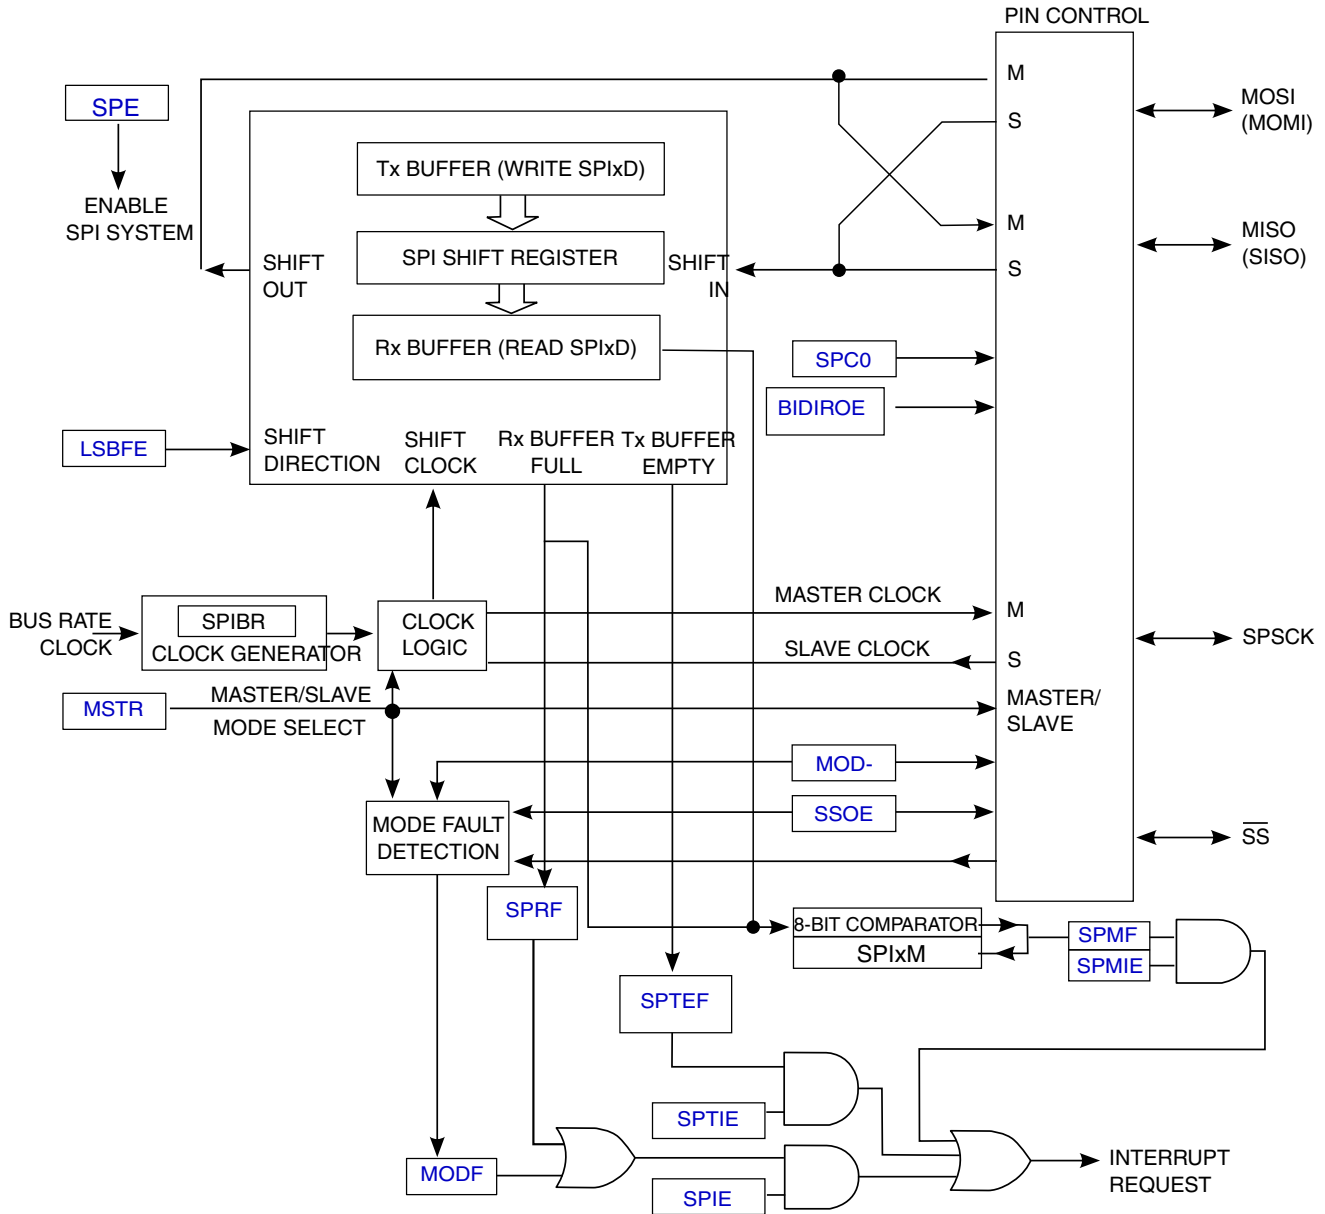 PIN CONTROL
M
MOSI
(MOMI)
SPE
S
Tx BUFFER (WRITE SPIxD)
ENABLE
SPI SYSTEM
M
MISO
(SISO)
SHIFT
OUT
SPI SHIFT REGISTER
SHIFT
IN
S
Rx BUFFER (READ SPIxD)
SPC0
BIDIROE
LSBFE
SHIFT
DIRECTION
SHIFT
CLOCK
Rx BUFFER
FULL
Tx BUFFER
EMPTY
BUS RATE
CLOCK
SPIBR
CLOCK GENERATOR
CLOCK
LOGIC
MASTER CLOCK
M
SLAVE CLOCK
S
SPSCK
MSTR
MASTER/SLAVE
MODE SELECT
MASTER/
SLAVE
MOD-
SSOE
MODE FAULT
DETECTION
SS
SPRF
8-BIT COMPARATOR
SPIxM
SPMF
SPMIE
SPTEF
SPTIE
MODF
SPIE
INTERRUPT
REQUEST